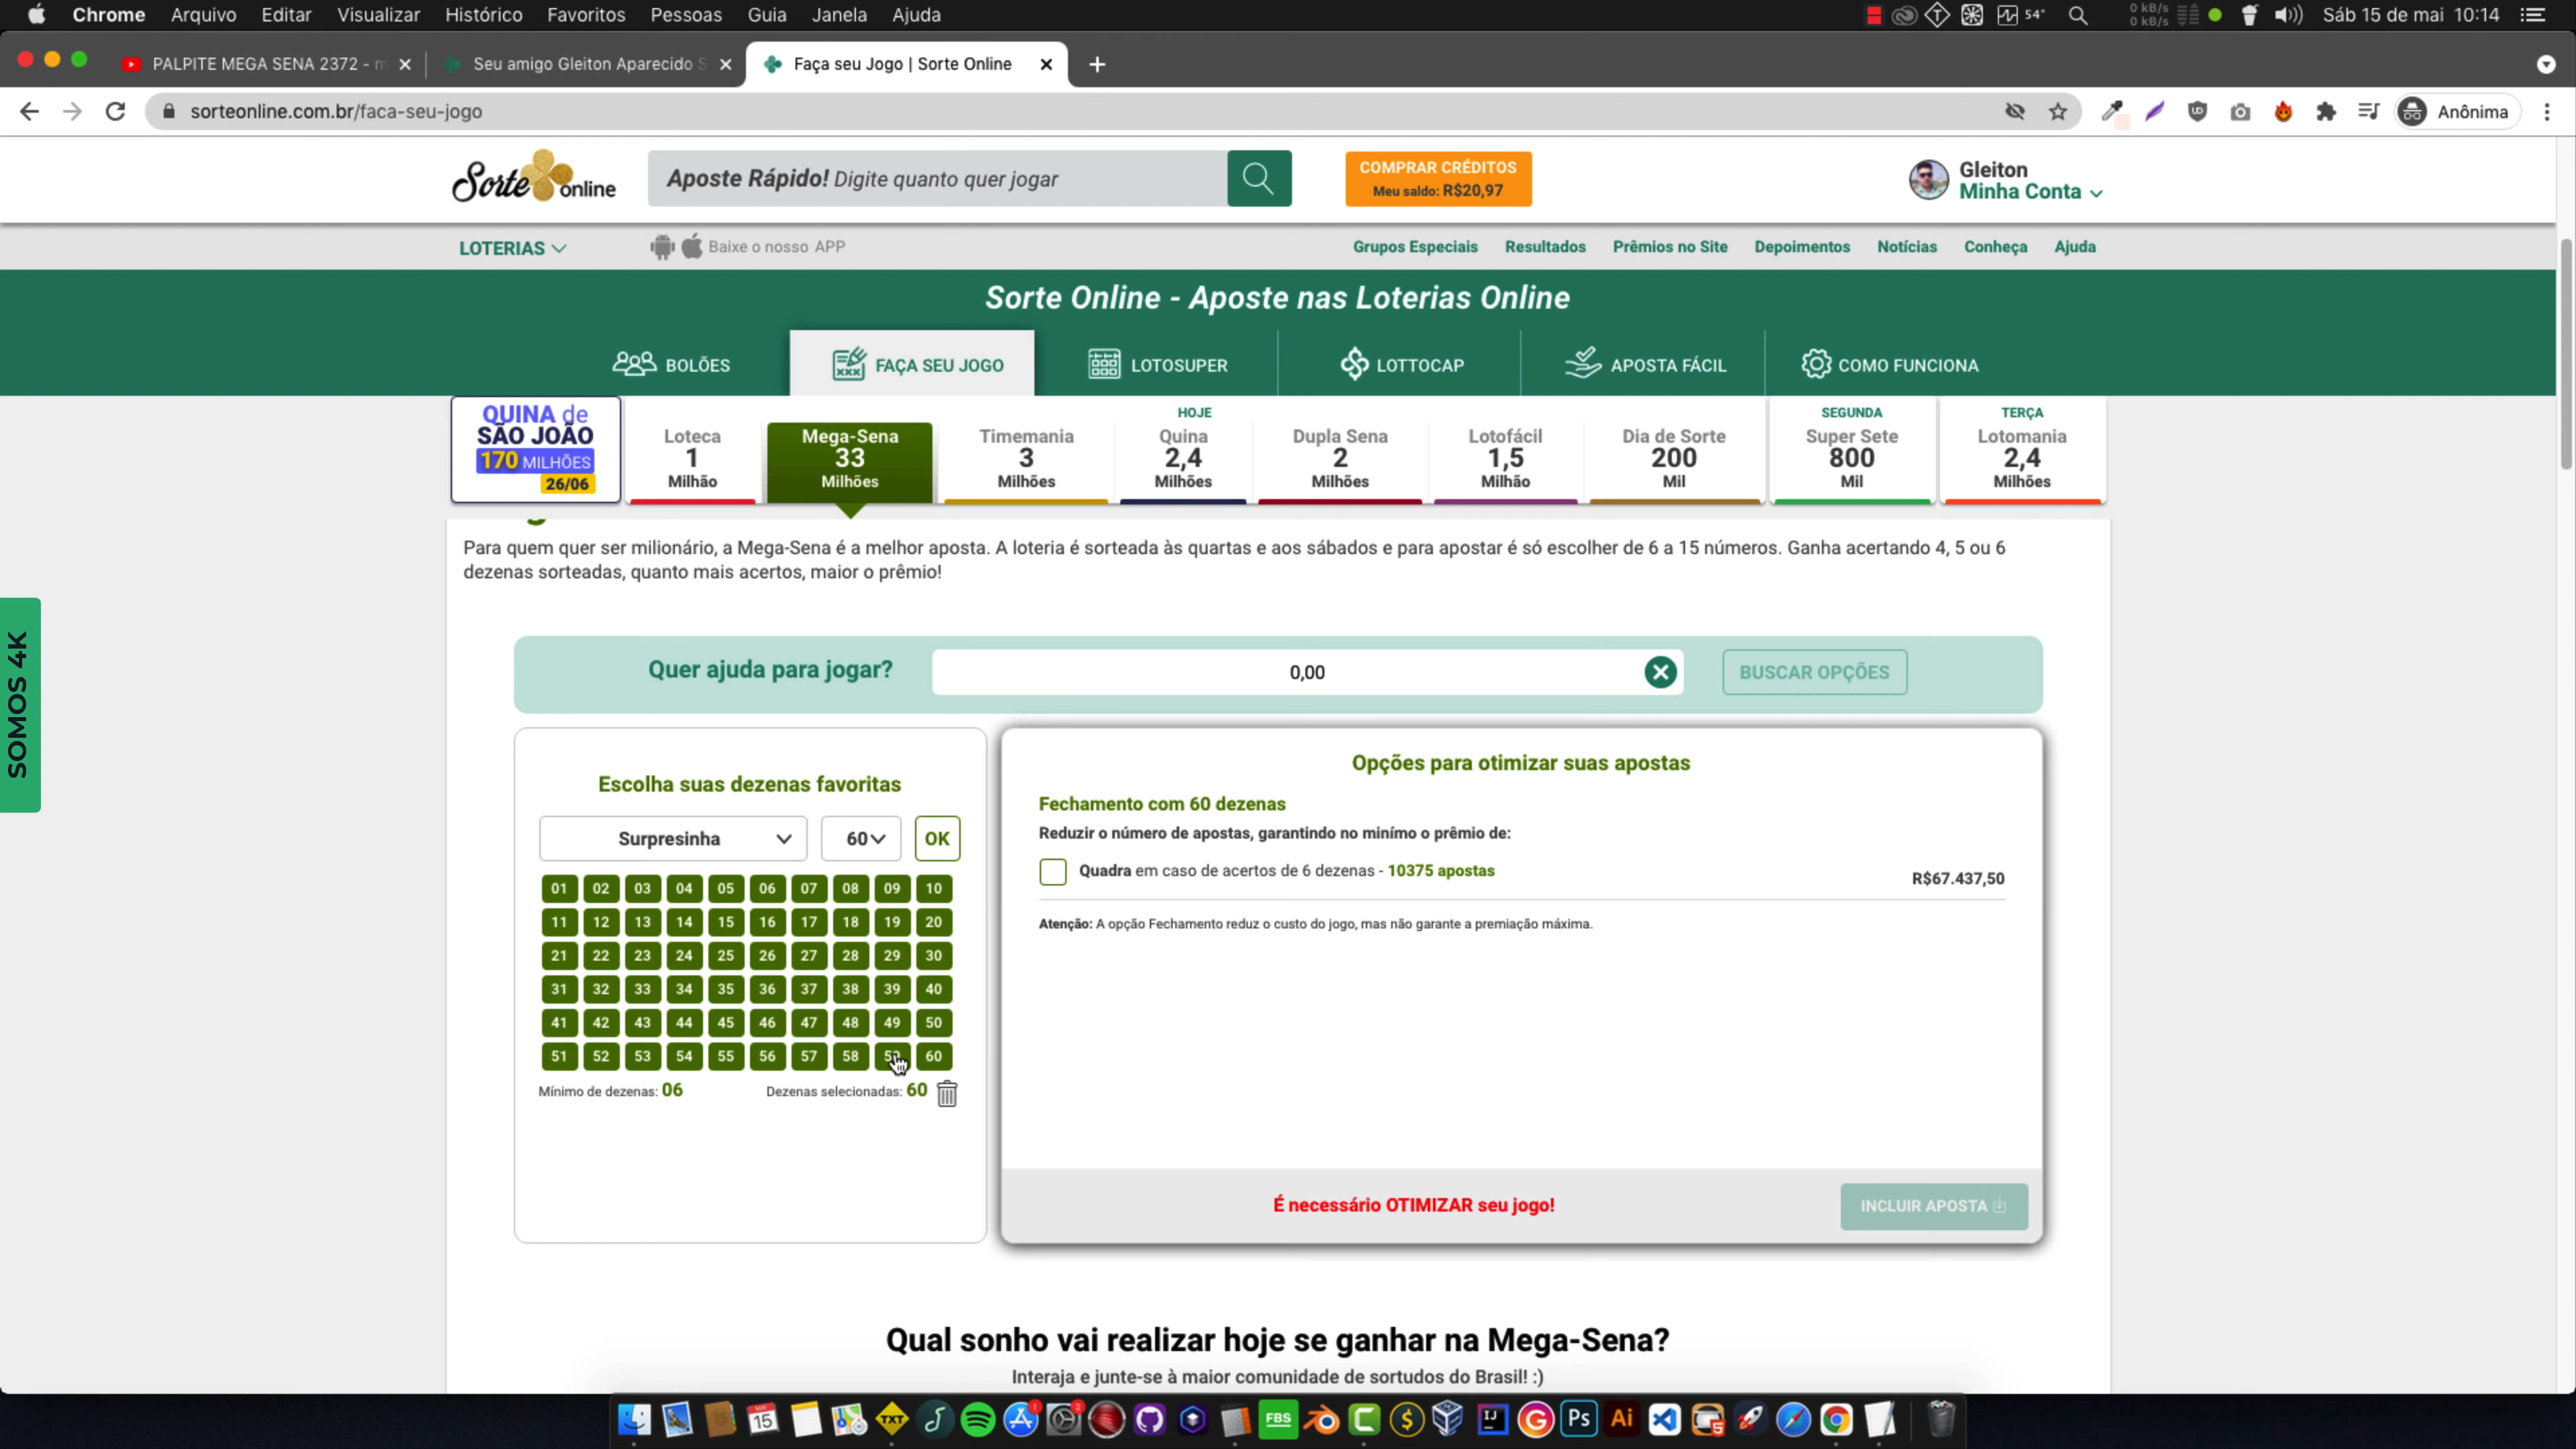 Chrome Arquivo Editar Visualizar Histórico Favoritos Pessoas Guia Janela Ajuda
54° 0 kB/s 0 kB/s Sáb 15 de mai 10:14
PALPITE MEGA SENA 2372 -
Seu amigo Gleiton Aparecido S
Faça seu Jogo | Sorte Online
sorteonline.com.br/faca-seu-jogo
Anônima
Sorte online
Aposte Rápido! Digite quanto quer jogar
COMPRAR CRÉDITOS
Meu saldo: R$20,97
Gleiton
Minha Conta
LOTERIAS
Baixe o nosso APP
Grupos Especiais Resultados Prêmios no Site Depoimentos Notícias Conheça Ajuda
Sorte Online - Aposte nas Loterias Online
BOLÕES
FAÇA SEU JOGO
LOTOSUPER
LOTTOCAP
APOSTA FÁCIL
COMO FUNCIONA
QUINA de
SÃO JOÃO
170 MILHÕES
26/06
Loteca
1
Milhão
Mega-Sena
33
Milhões
Timemania
3
Milhões
HOJE
Quina
2,4
Milhões
Dupla Sena
2
Milhões
Lotofácil
1,5
Milhão
Dia de Sorte
200
Mil
SEGUNDA
Super Sete
800
Mil
TERÇA
Lotomania
2,4
Milhões
Para quem quer ser milionário, a Mega-Sena é a melhor aposta. A loteria é sorteada às quartas e aos sábados e para apostar é só escolher de 6 a 15 números. Ganha acertando 4, 5 ou 6
dezenas sorteadas, quanto mais acertos, maior o prêmio!
SOMOS 4K
Quer ajuda para jogar?
0,00
BUSCAR OPÇÕES
Escolha suas dezenas favoritas
Surpresinha 60 OK
01 02 03 04 05 06 07 08 09 10
11 12 13 14 15 16 17 18 19 20
21 22 23 24 25 26 27 28 29 30
31 32 33 34 35 36 37 38 39 40
41 42 43 44 45 46 47 48 49 50
51 52 53 54 55 56 57 58 60
Mínimo de dezenas: 06
Dezenas selecionadas: 60
Opções para otimizar suas apostas
Fechamento com 60 dezenas
Reduzir o número de apostas, garantindo no minímo o prêmio de:
Quadra em caso de acertos de 6 dezenas - 10375 apostas
R$67.437,50
Atenção: A opção Fechamento reduz o custo do jogo, mas não garante a premiação máxima.
É necessário OTIMIZAR seu jogo!
INCLUIR APOSTA
Qual sonho vai realizar hoje se ganhar na Mega-Sena?
Interaja e junte-se à maior comunidade de sortudos do Brasil! :)
15 TXT FBS IJ Ps Ai